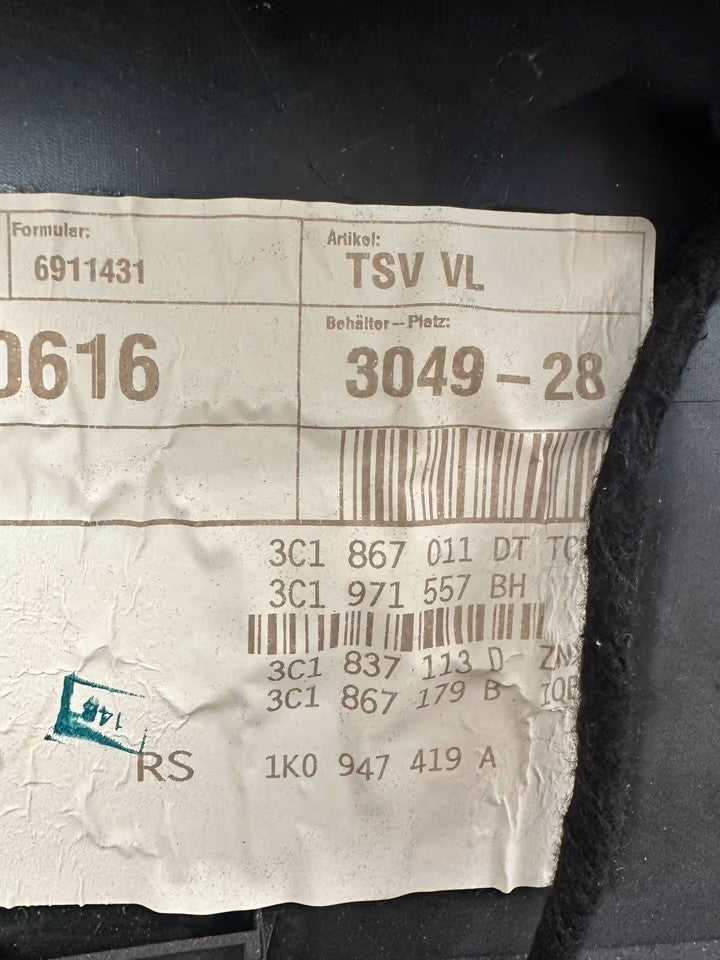 Formular:
6911431
Artikel:
TSV VL
0616
Behälter-Platz:
3049-28
3C1 867 011 DT TC
3C1 971 557 BH
3C1 837 113 D
3C1 867 179 B
14B
RS 1K0 947 419 A